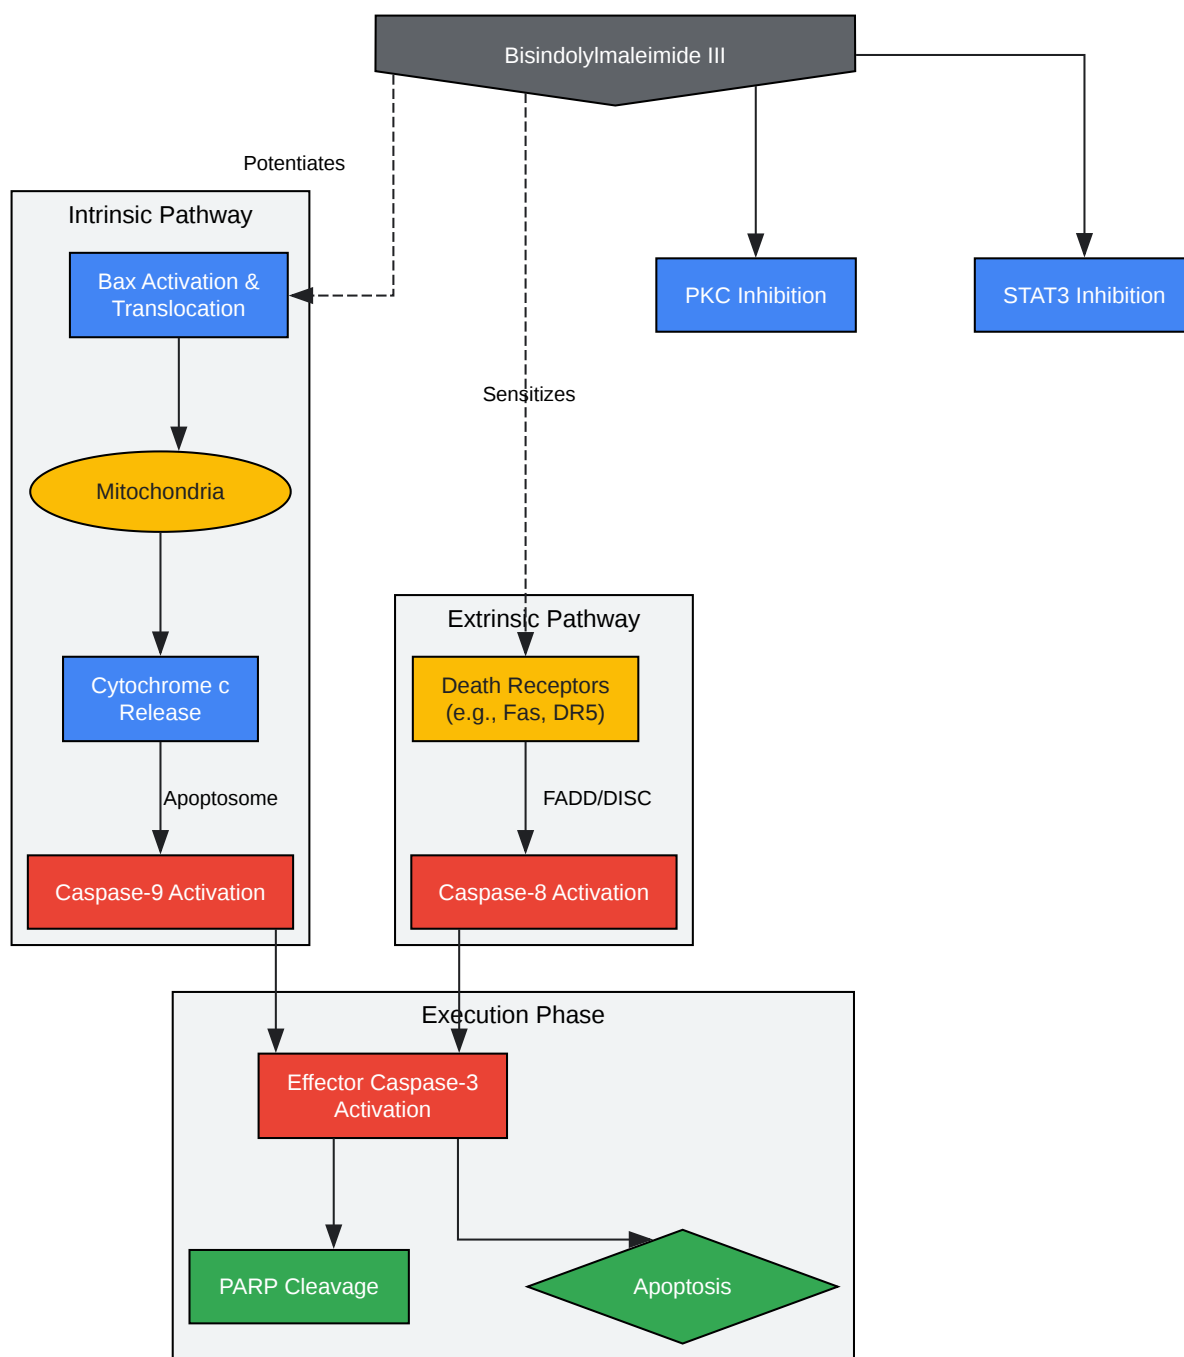 Bisindolylmaleimide III
Potentiates
Intrinsic Pathway
Bax Activation &
Translocation
PKC Inhibition
STAT3 Inhibition
Sensitizes
Mitochondria
Extrinsic Pathway
Cytochrome c
Release
Death Receptors
(e.g., Fas, DR5)
Apoptosome
FADD/DISC
Caspase-9 Activation
Caspase-8 Activation
Execution Phase
Effector Caspase-3
Activation
PARP Cleavage
Apoptosis